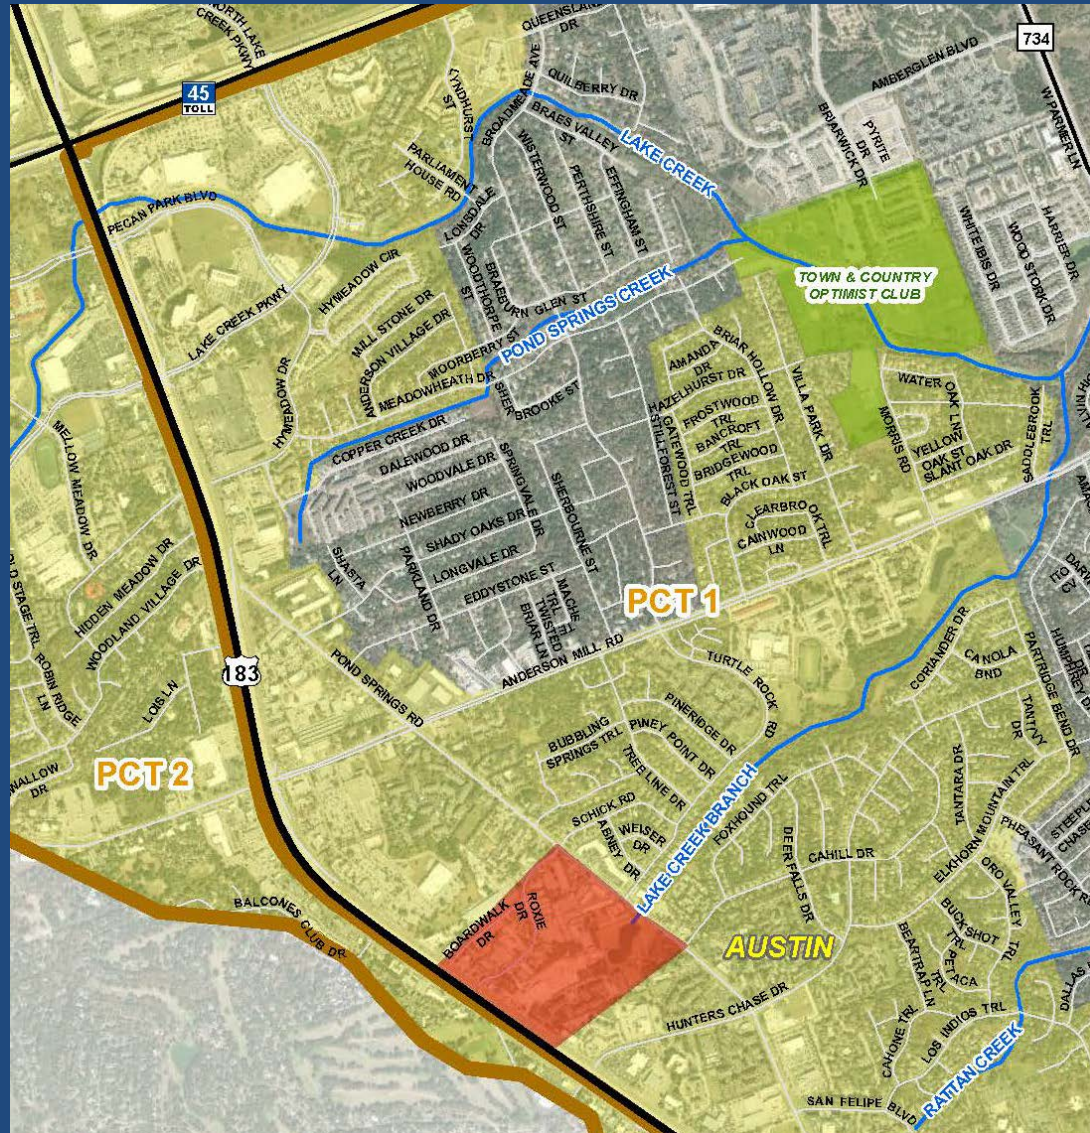 NORTH LAKE
CREEK PKWY
QUEENSLAND
DR
734
45
TOLL
LYNDHURST
ST
BROADMEADE AVE
QUILBERRY DR
AMBERGLEN BLVD
BRAES VALLEY
ST
LAKE CREEK
BRIARWICK DR
PYRITE
DR
W PARMER LN
PARLIAMENT
HOUSE RD
WISTERWOOD ST
PERTHSHIRE ST
EFFINGHAM ST
PECAN PARK BLVD
LONSDALE
DR
WHITE IBIS DR
WOOD STORK DR
HARRIER DR
HYMEADOW CIR
WOODTHORPE
ST
BRAEBURN GLEN ST
TOWN & COUNTRY
OPTIMIST CLUB
LAKE CREEK PKWY
MILL STONE DR
ANDERSON VILLAGE DR
POND SPRINGS CREEK
MOORBERRY ST
MEADOWHEATH DR
HYMEADOW DR
AMANDA
DR
BRIAR HOLLOW DR
HAZELHURST DR
VILLA PARK DR
WATER OAK LN
SADDLEBROOK
TRL
BROOKE ST
STILLFOREST ST
GATEWOOD TRL
FROSTWOOD
TRL
BANCROFT
TRL
BRIDGEWOOD
TRL
MORRIS RD
YELLOW
OAK ST
SLANT OAK DR
MELLOW MEADOW DR
COPPER CREEK DR
DALEWOOD DR
WOODVALE DR
SPRINGVALE DR
SHERBOURNE ST
BLACK OAK ST
NEWBERRY DR
CLEARBROOK TRL
CAINWOOD
LN
SHADY OAKS DR
HIDDEN MEADOW DR
WOODLAND VILLAGE DR
SHASTA
LN
PARKLAND DR
LONGVALE DR
EDDYSTONE ST
MACHETE
TRL
TWISTED
BRIAR LN
PCT 1
OLD STAGE TRL
ROBIN RIDGE
LN
LOIS LN
183
POND SPRINGS RD
ANDERSON MILL RD
TURTLE ROCK RD
CORIANDER DR
CANOLA
BND
PARTRIDGE BEND DR
TANTIVY
DR
PCT 2
BUBBLING
SPRINGS TRL
PINERIDGE DR
PINEY POINT DR
TREE LINE DR
SCHICK RD
WEISER
DR
ABNEY DR
LAKE CREEK BRANCH
FOXHOUND TRL
TANTARA DR
ELKHORN MOUNTAIN TRL
DEER FALLS DR
CAHILL DR
ORO VALLEY TRL
BALCONES CLUB DR
BOARDWALK
DR
ROXIE
DR
AUSTIN
BUCKSHOT
TRL
PETACA
TRL
BEARTRAP LN
HUNTERS CHASE DR
CAHONE TRL
LOS INDIOS TRL
SAN FELIPE BLVD
RATTAN CREEK